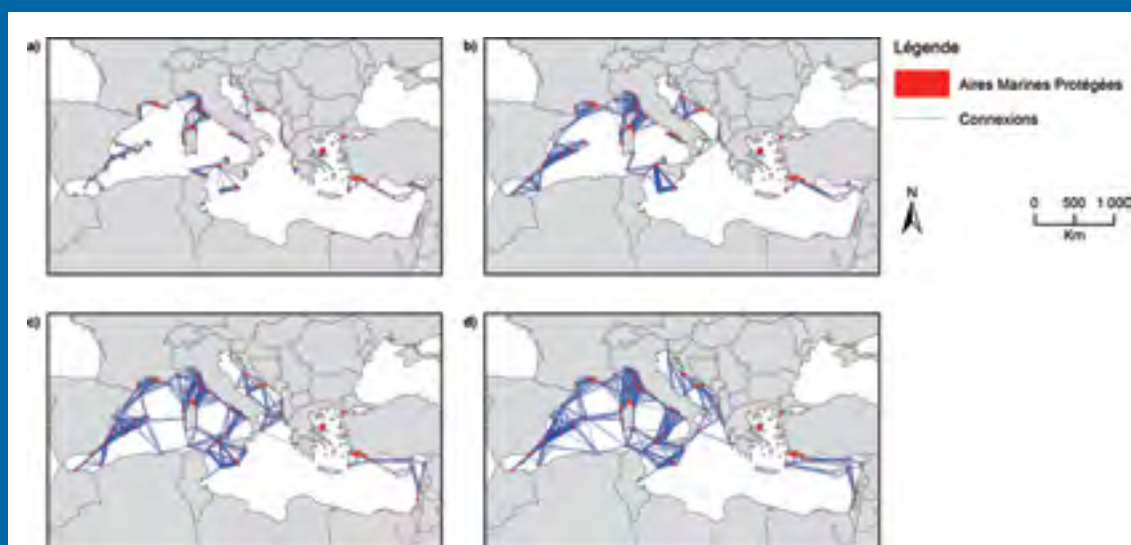 a)
b)
Légende
Aires Marines Protégées
Connexions
N
0 500 1 000
Km
c)
d)